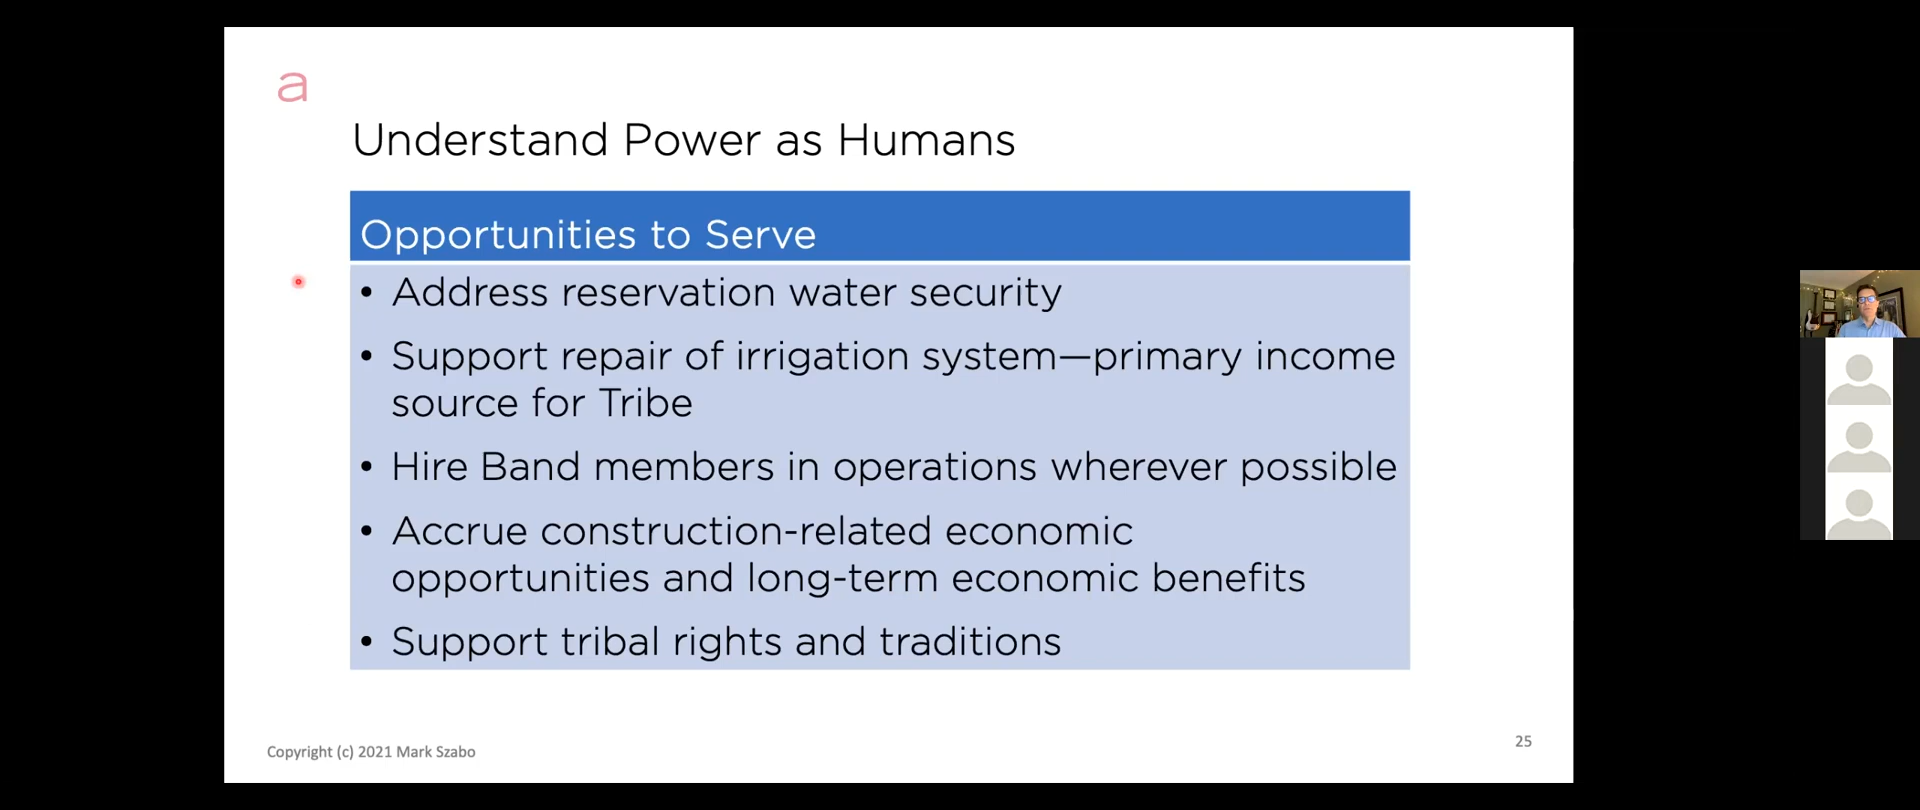 a
Understand Power as Humans
Opportunities to Serve
• Address reservation water security
• Support repair of irrigation system—primary income
source for Tribe
• Hire Band members in operations wherever possible
• Accrue construction-related economic
opportunities and long-term economic benefits
• Support tribal rights and traditions
Copyright (c) 2021 Mark Szabo
25